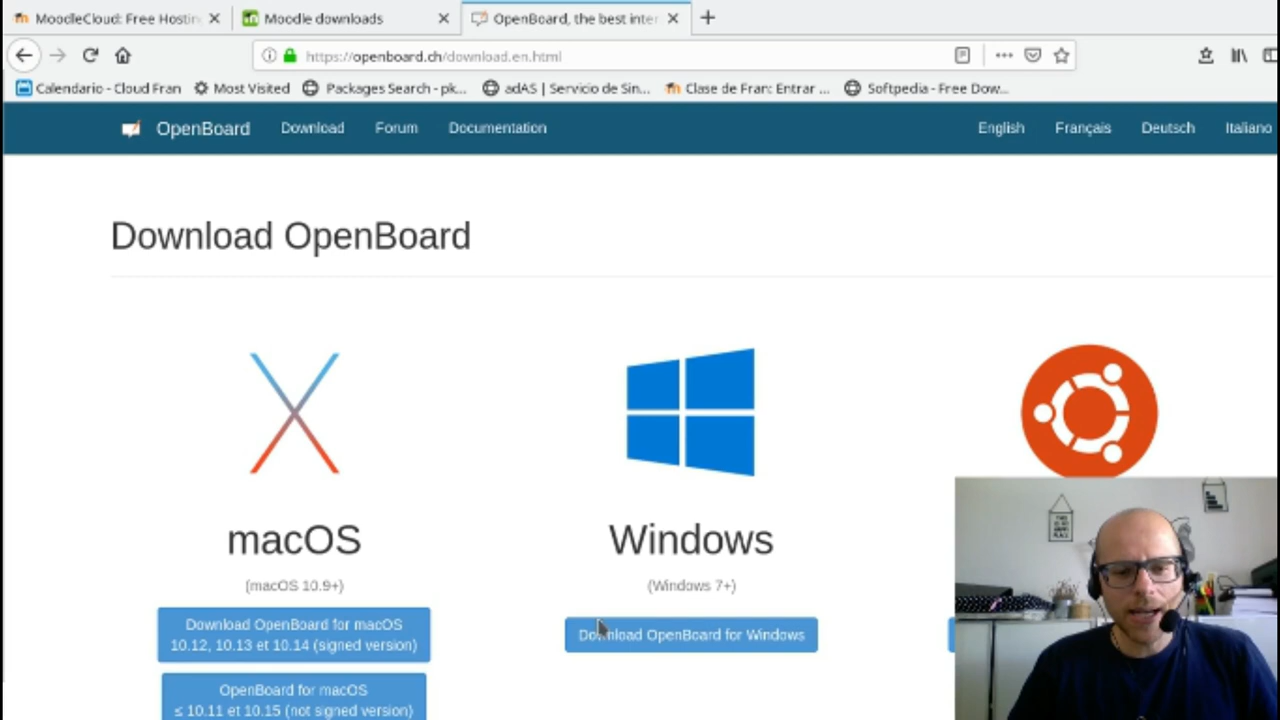 MoodleCloud: Free Hostin
Moodle downloads
OpenBoard, the best inter
https://openboard.ch/download.en.html
Calendario - Cloud Fran
Most Visited
Packages Search - pk...
adAS | Servicio de Sin...
Clase de Fran: Entrar ...
Softpedia - Free Dow...
OpenBoard
Download
Forum
Documentation
English
Français
Deutsch
Italiano
Download OpenBoard
macOS
(macOS 10.9+)
Download OpenBoard for macOS
10.12, 10.13 et 10.14 (signed version)
OpenBoard for macOS
≤ 10.11 et 10.15 (not signed version)
Windows
(Windows 7+)
Download OpenBoard for Windows